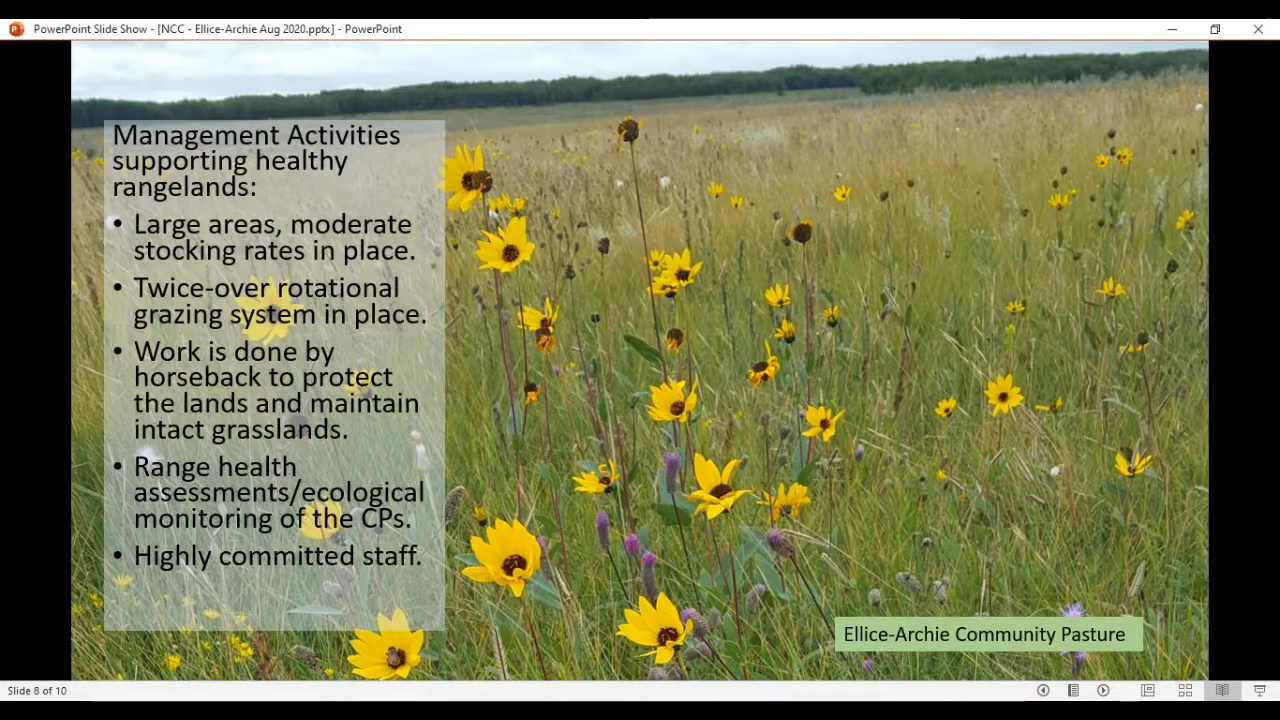 PowerPoint Slide Show - [NCC - Ellice-Archie Aug 2020.pptx] - PowerPoint
Management Activities
supporting healthy
rangelands:
• Large areas, moderate
stocking rates in place.
• Twice-over rotational
grazing system in place.
• Work is done by
horseback to protect
the lands and maintain
intact grasslands.
• Range health
assessments/ecological
monitoring of the CPs.
• Highly committed staff.
Ellice-Archie Community Pasture
Slide 8 of 10